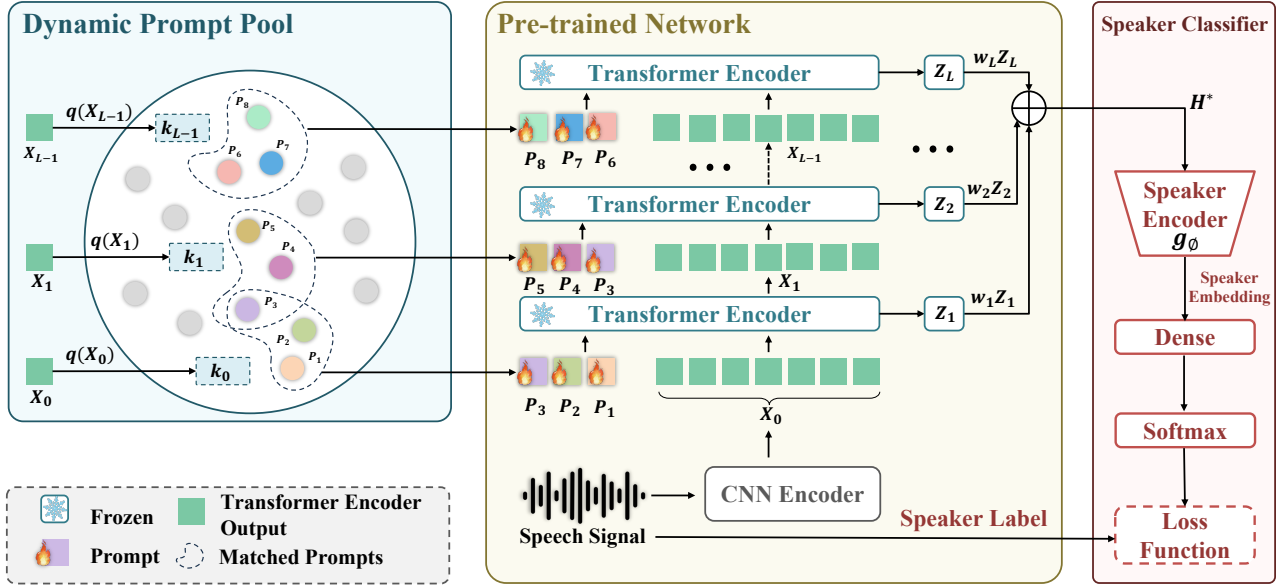 Dynamic Prompt Pool
q(X_{L-1})
X_{L-1}
k_{L-1}
P_8
P_7
P_6
q(X_1)
X_1
k_1
P_5
P_4
P_3
q(X_0)
X_0
k_0
P_2
P_1
Pre-trained Network
Transformer Encoder
Z_L
w_L Z_L
P_8 P_7 P_6
X_{L-1}
•••
•••
Transformer Encoder
Z_2
w_2 Z_2
P_5 P_4 P_3
X_1
Transformer Encoder
Z_1
w_1 Z_1
P_3 P_2 P_1
X_0
CNN Encoder
Speech Signal
Speaker Label
Speaker Classifier
H^*
Speaker
Encoder
g_∅
Speaker
Embedding
Dense
Softmax
Loss
Function
Frozen
Transformer Encoder
Output
Prompt
Matched Prompts